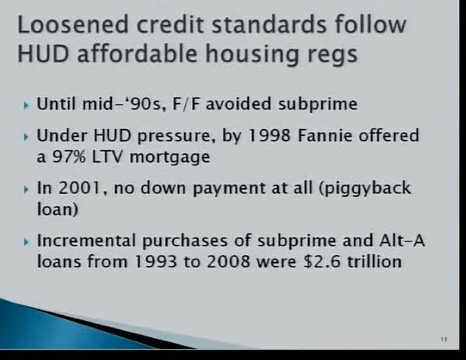 Loosened credit standards follow
HUD affordable housing regs
Until mid-‘90s, F/F avoided subprime
Under HUD pressure, by 1998 Fannie offered
a 97% LTV mortgage
In 2001, no down payment at all (piggyback
loan)
Incremental purchases of subprime and Alt-A
loans from 1993 to 2008 were $2.6 trillion
11